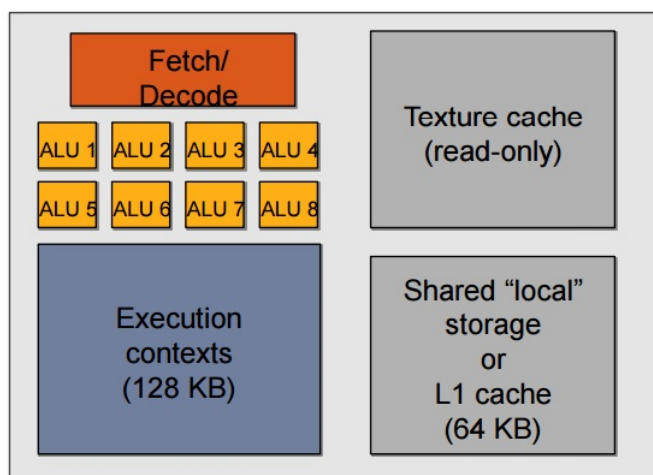 Fetch/
Decode
ALU 1 ALU 2 ALU 3 ALU 4
ALU 5 ALU 6 ALU 7 ALU 8
Execution
contexts
(128 KB)
Texture cache
(read-only)
Shared “local”
storage
or
L1 cache
(64 KB)